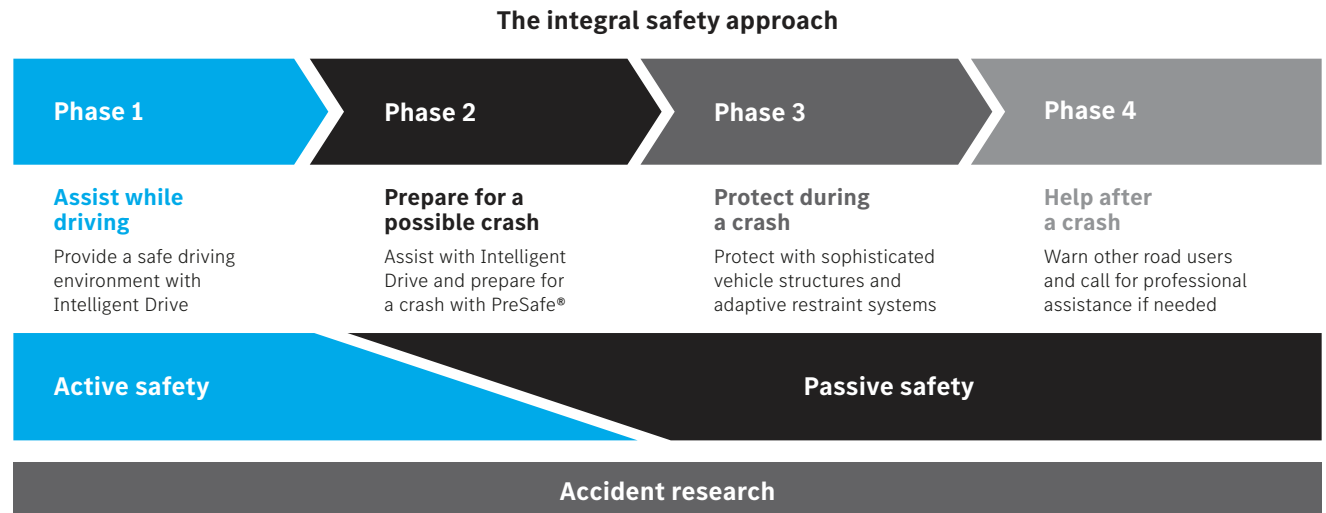 The integral safety approach
Phase 1
Phase 2
Phase 3
Phase 4
Assist while
driving
Provide a safe driving
environment with
Intelligent Drive
Prepare for a
possible crash
Assist with Intelligent
Drive and prepare for
a crash with PreSafe®
Protect during
a crash
Protect with sophisticated
vehicle structures and
adaptive restraint systems
Help after
a crash
Warn other road users
and call for professional
assistance if needed
Active safety
Passive safety
Accident research